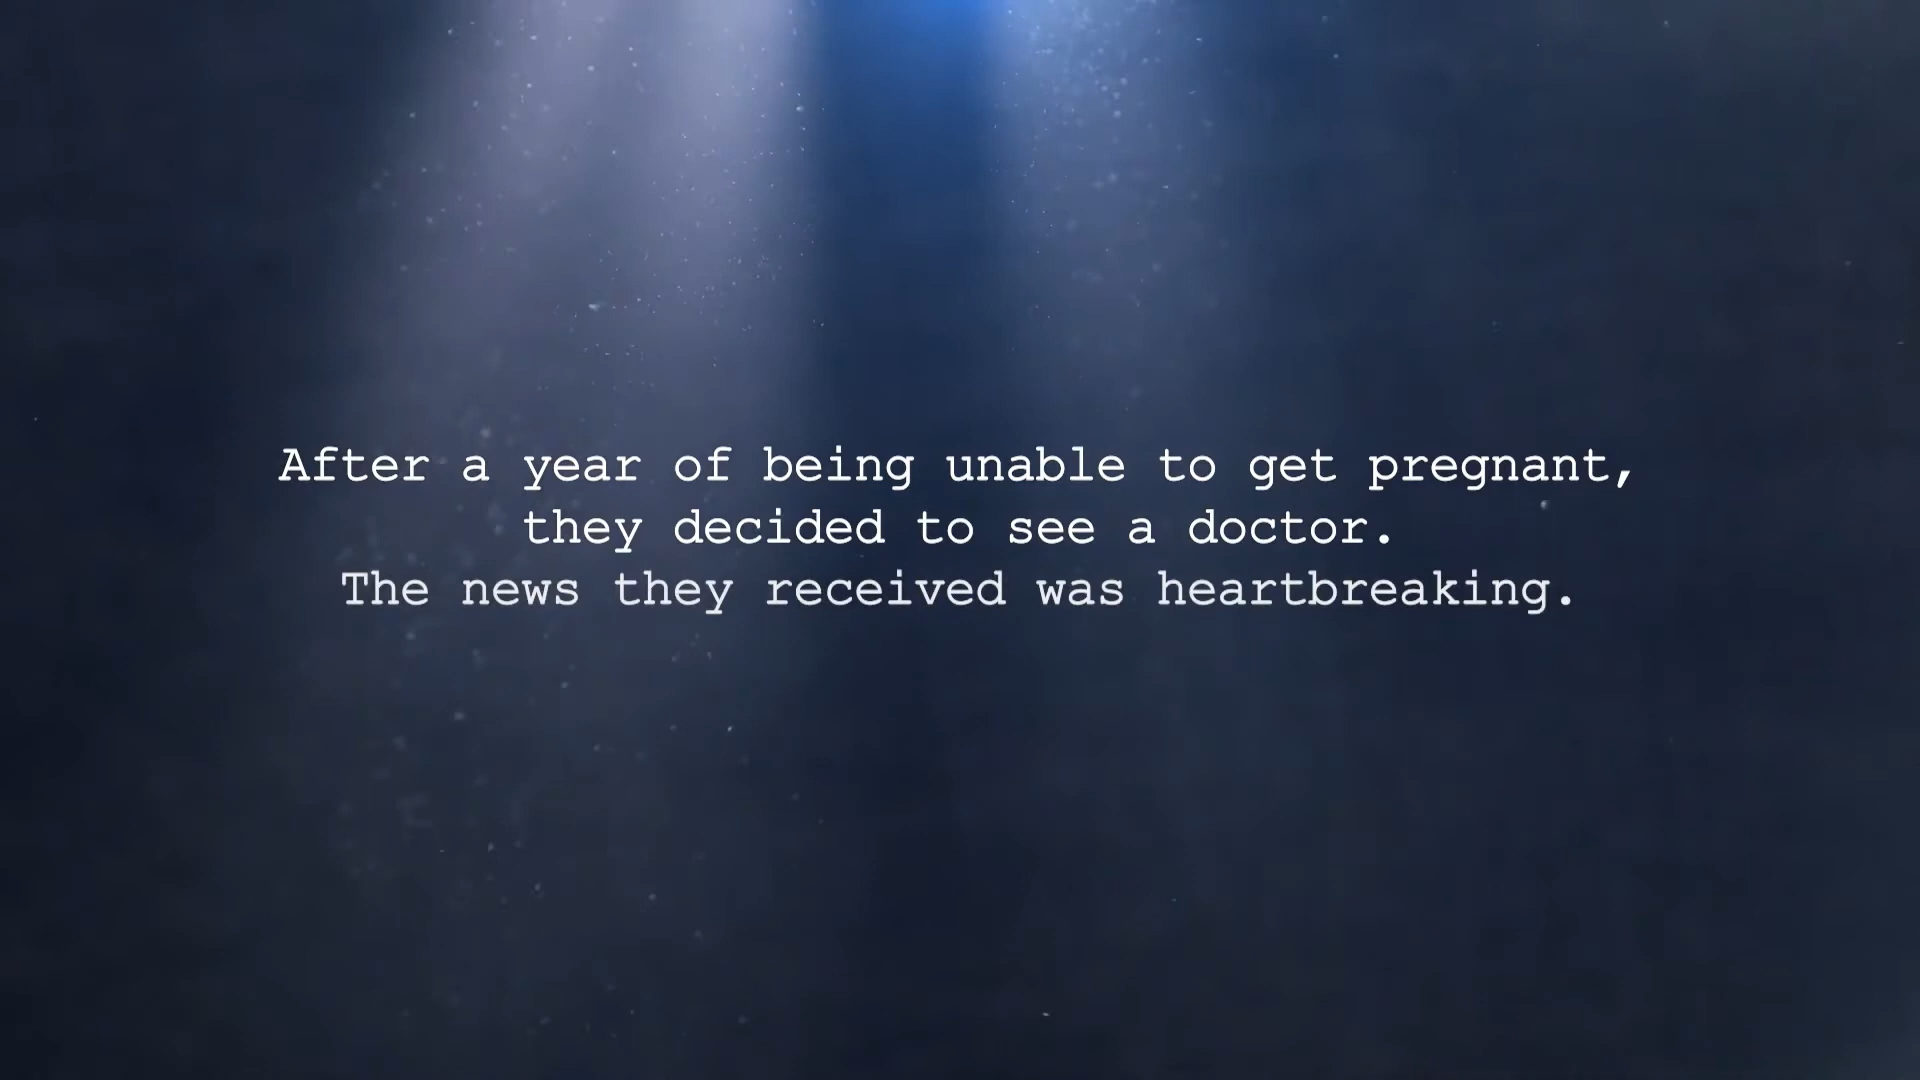 After a year of being unable to get pregnant,
they decided to see a doctor.
The news they received was heartbreaking.